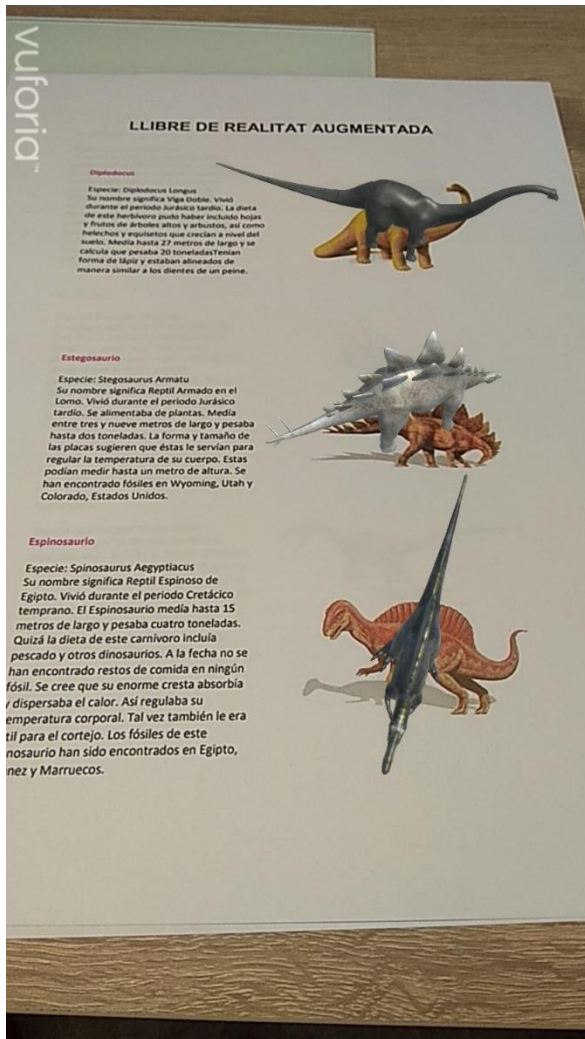 vuforia™
LLIBRE DE REALITAT AUGMENTADA
Diplodocus
Especie: Diplodocus Longus
Su nombre significa Viga Doble. Vivió
durante el periodo Jurásico tardío. La dieta
de este herbívoro pudo haber incluido hojas
y frutos de árboles altos y arbustos, así como
helechos y equisetos que crecían a nivel del
suelo. Medía hasta 27 metros de largo y se
calcula que pesaba 20 toneladasTenían
forma de lápiz y estaban alineados de
manera similar a los dientes de un peine.
Estegosaurio
Especie: Stegosaurus Armatu
Su nombre significa Reptil Armado en el
Lomo. Vivió durante el periodo Jurásico
tardío. Se alimentaba de plantas. Medía
entre tres y nueve metros de largo y pesaba
hasta dos toneladas. La forma y tamaño de
las placas sugieren que éstas le servían para
regular la temperatura de su cuerpo. Estas
podían medir hasta un metro de altura. Se
han encontrado fósiles en Wyoming, Utah y
Colorado, Estados Unidos.
Espinosaurio
Especie: Spinosaurus Aegyptiacus
Su nombre significa Reptil Espinoso de
Egipto. Vivió durante el periodo Cretácico
temprano. El Espinosaurio medía hasta 15
metros de largo y pesaba cuatro toneladas.
Quizá la dieta de este carnívoro incluía
pescado y otros dinosaurios. A la fecha no se
han encontrado restos de comida en ningún
fósil. Se cree que su enorme cresta absorbía
y dispersaba el calor. Así regulaba su
emperatura corporal. Tal vez también le era
til para el cortejo. Los fósiles de este
nosaurio han sido encontrados en Egipto,
nez y Marruecos.